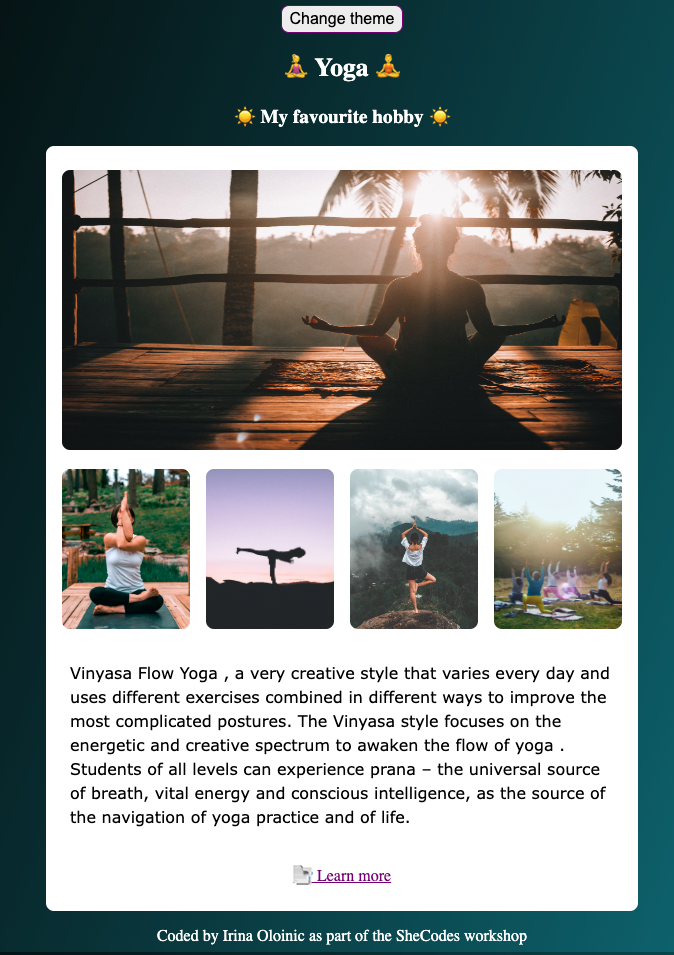 Change theme
🧘‍♀️ Yoga 🧘
☀️ My favourite hobby ☀️
Vinyasa Flow Yoga , a very creative style that varies every day and
uses different exercises combined in different ways to improve the
most complicated postures. The Vinyasa style focuses on the
energetic and creative spectrum to awaken the flow of yoga .
Students of all levels can experience prana – the universal source
of breath, vital energy and conscious intelligence, as the source of
the navigation of yoga practice and of life.
Learn more
Coded by Irina Oloinic as part of the SheCodes workshop